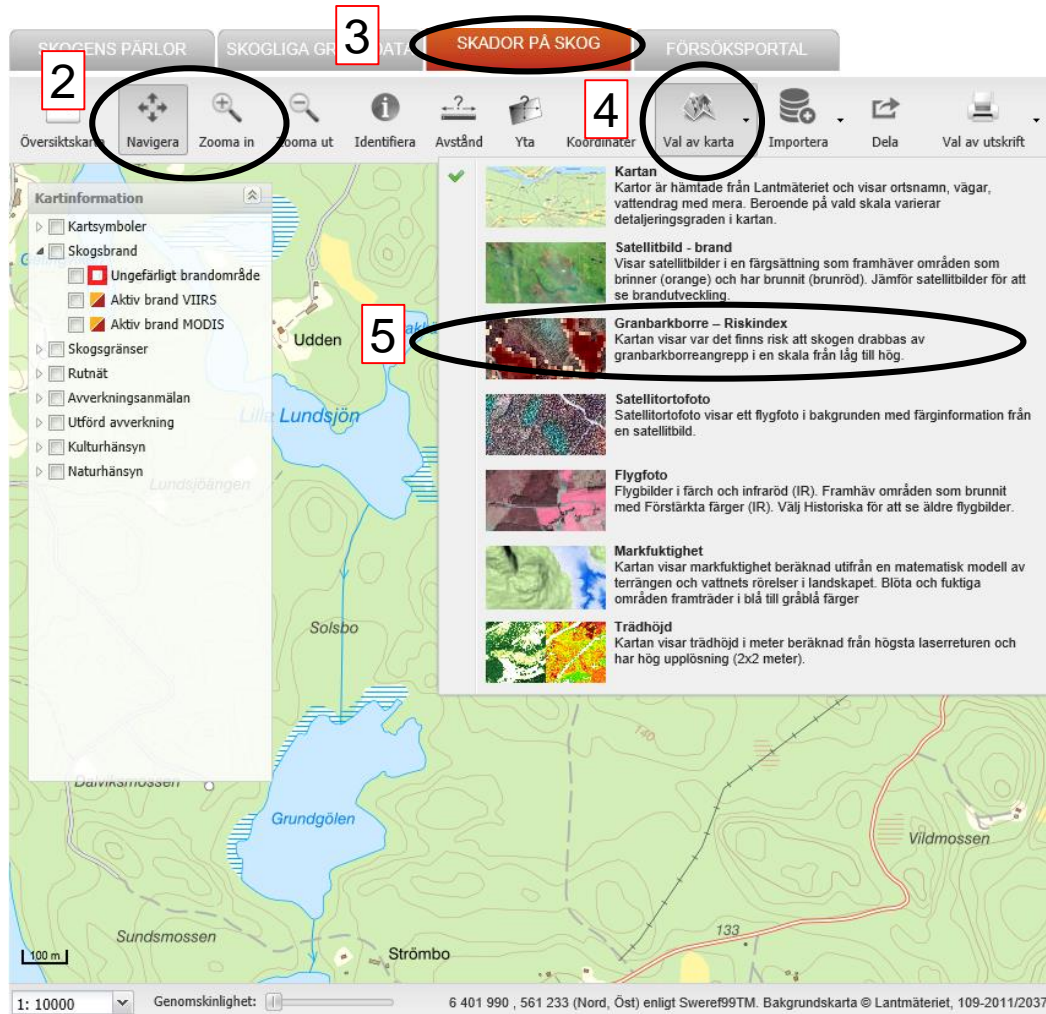 SKOGENS PÄRLOR
SKOGLIGA GR
DATA
3
SKADOR PÅ SKOG
FÖRSÖKSPORTAL
2
4
Översiktskarta
Navigera
Zooma in
Zooma ut
Identifiera
Avstånd
Yta
Koordinater
Val av karta
Importera
Dela
Val av utskrift
Kartinformation
Kartsymboler
Skogsbrand
Ungefärligt brandområde
Aktiv brand VIIRS
Aktiv brand MODIS
Skogsgränser
Rutnät
Avverkningsanmälan
Utförd avverkning
Kulturhänsyn
Naturhänsyn
Kartan
Kartor är hämtade från Lantmäteriet och visar ortsnamn, vägar,
vattendrag med mera. Beroende på vald skala varierar
detaljeringsgraden i kartan.
Satellitbild - brand
Visar satellitbilder i en färgsättning som framhäver områden som
brinner (orange) och har brunnit (brunröd). Jämför satellitbilder för att
se brandutveckling.
5
Granbarkborre – Riskindex
Kartan visar var det finns risk att skogen drabbas av
granbarkborreangrepp i en skala från låg till hög.
Satellitortofoto
Satellitortofoto visar ett flygfoto i bakgrunden med färginformation från
en satellitbild.
Flygfoto
Flygbilder i färch och infraröd (IR). Framhäv områden som brunnit
med Förstärkta färger (IR). Välj Historiska för att se äldre flygbilder.
Markfuktighet
Kartan visar markfuktighet beräknad utifrån en matematisk modell av
terrängen och vattnets rörelser i landskapet. Blöta och fuktiga
områden framträder i blå till gråblå färger
Trädhöjd
Kartan visar trädhöjd i meter beräknad från högsta laserreturen och
har hög upplösning (2x2 meter).
Udden
Lilla Lundsjön
Lundsjöängen
Solsbo
Dalviksmossen
140
Grundgölen
Vildmossen
Sundsmossen
133
Strömbo
100 m
1: 10000
Genomskinlighet:
6 401 990 , 561 233 (Nord, Öst) enligt Sweref99TM. Bakgrundskarta © Lantmäteriet, 109-2011/2037